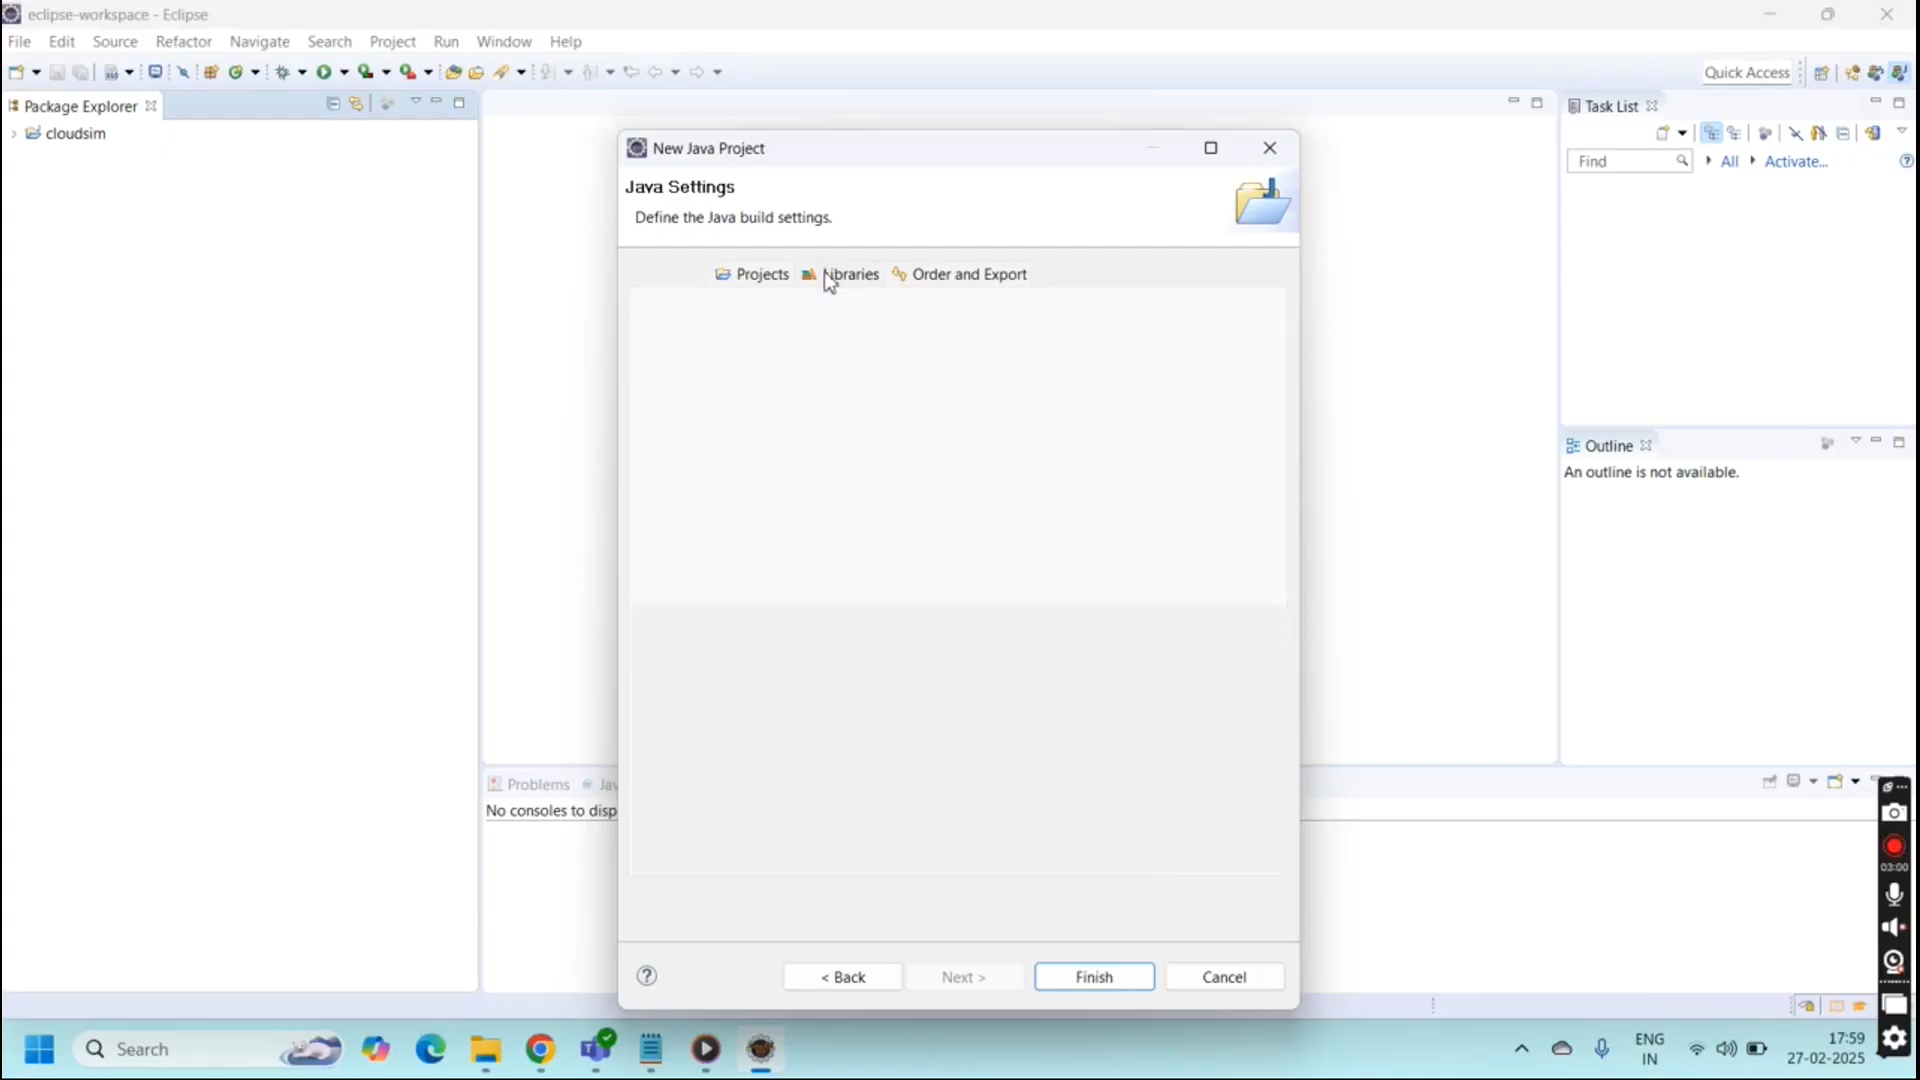 eclipse-workspace - Eclipse
File Edit Source Refactor Navigate Search Project Run Window Help
Quick Access
Package Explorer
cloudsim
New Java Project
Java Settings
Define the Java build settings.
Projects Libraries Order and Export
Task List
Find All Activate...
Outline
An outline is not available.
Problems Jav
No consoles to disp
< Back Next > Finish Cancel
03:00
Search
ENG
IN
17:59
27-02-2025